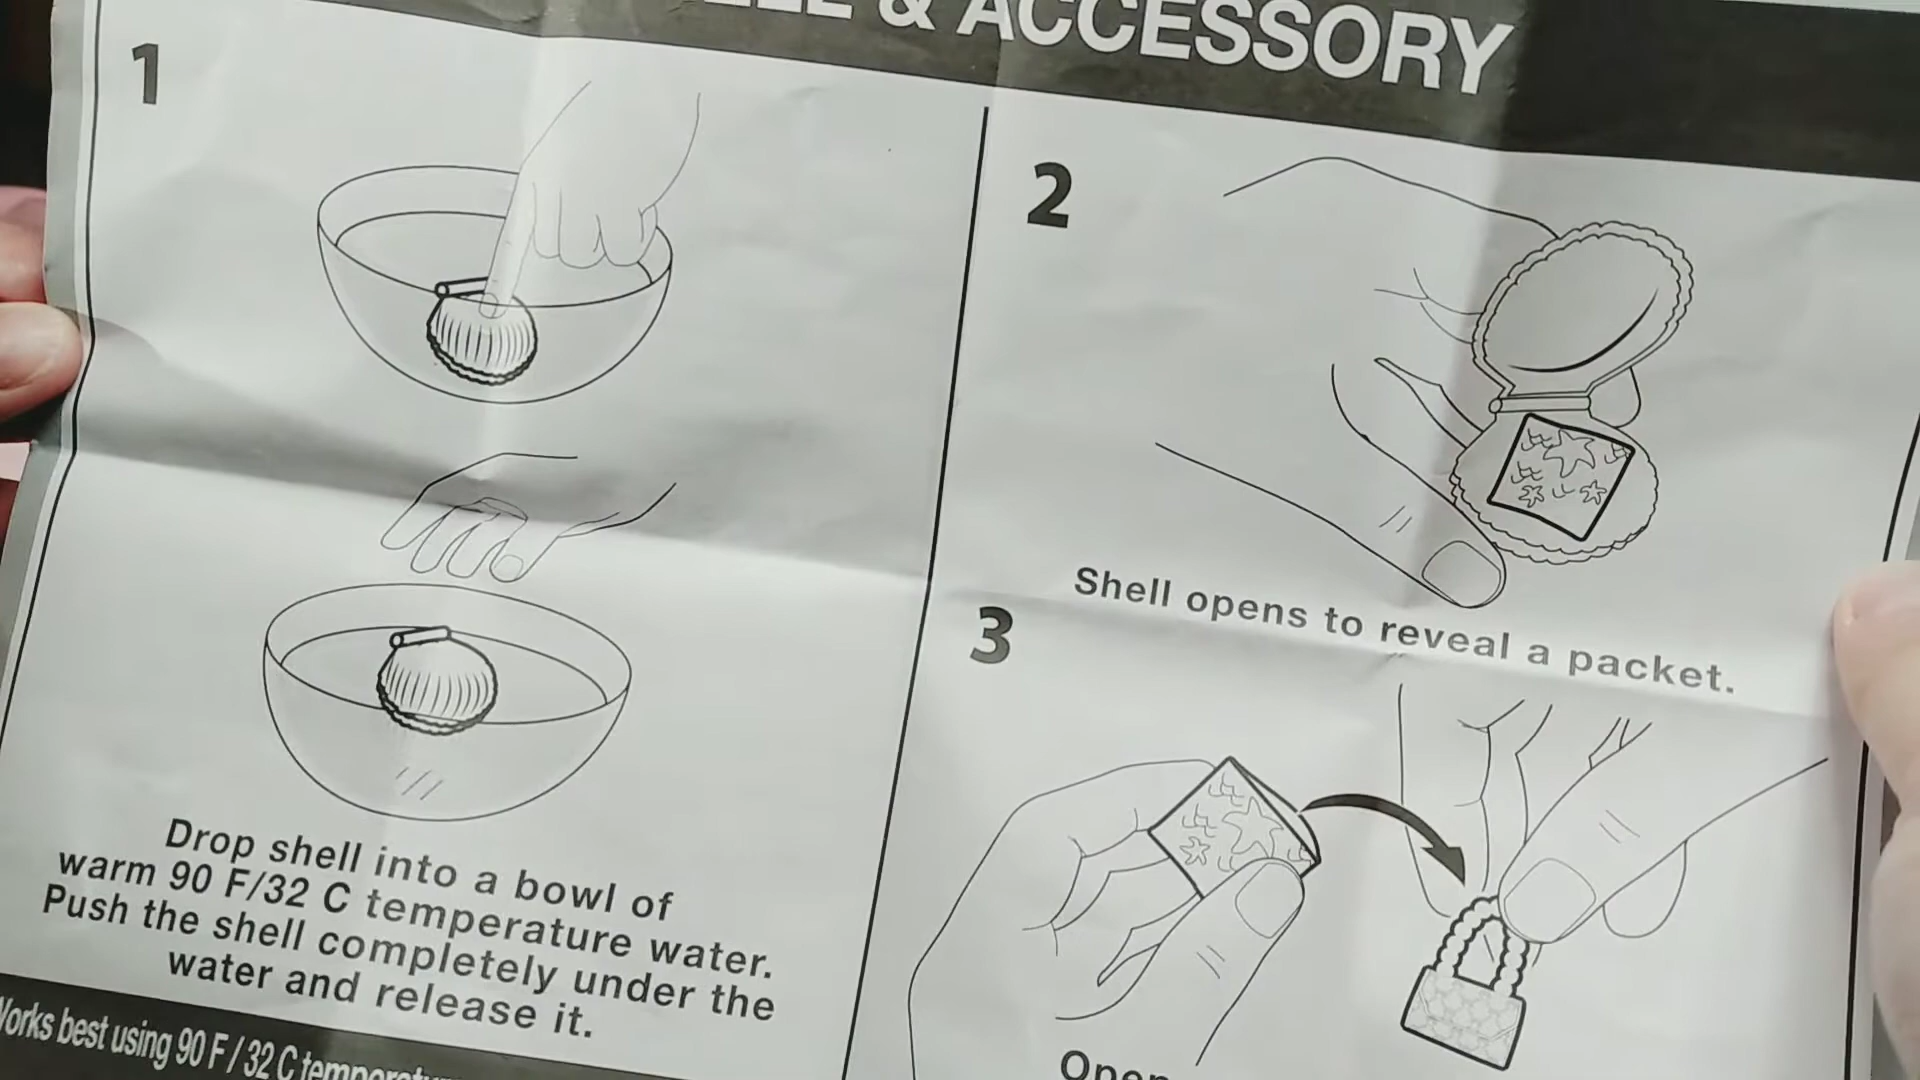 & ACCESSORY
1
Drop shell into a bowl of
warm 90 F/32 C temperature water.
Push the shell completely under the
water and release it.
2
Shell opens to reveal a packet.
3
Works best using 90 F / 32 C